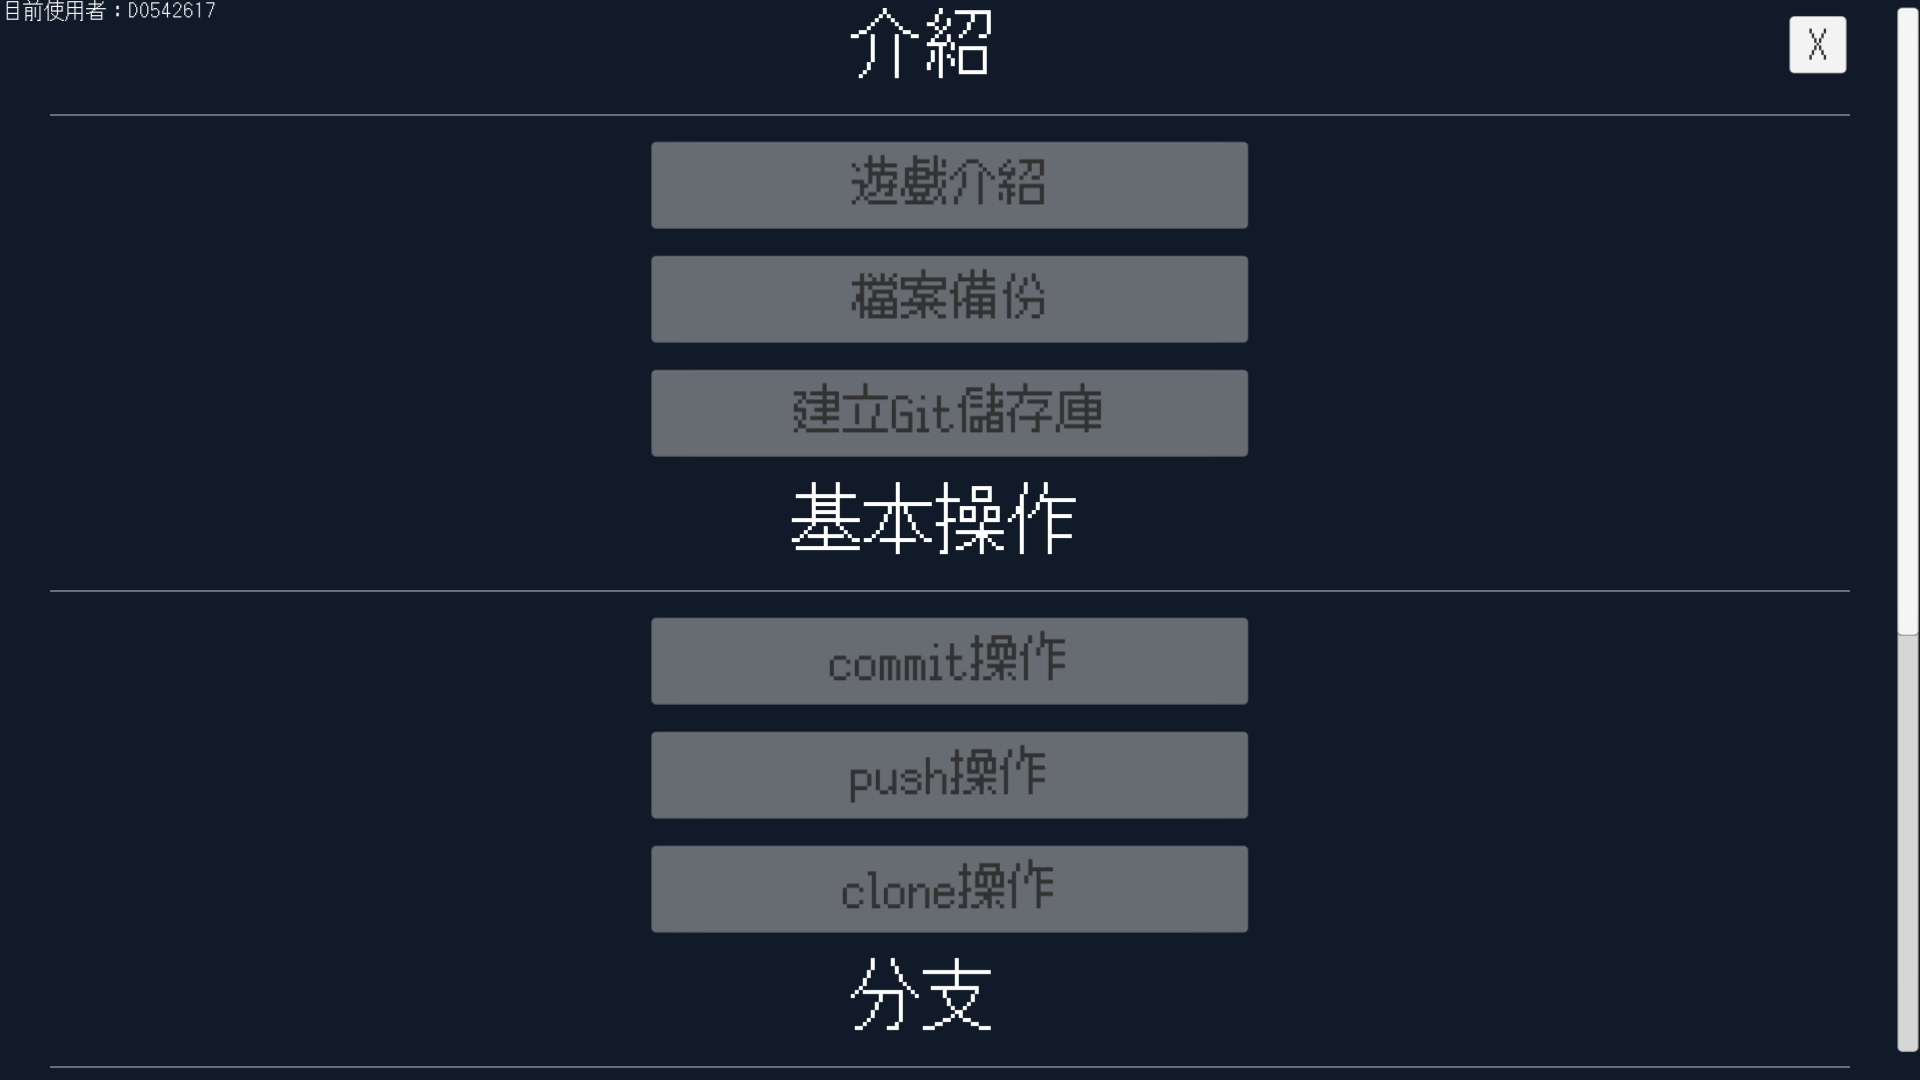 目前使用者：D0542617
介紹
X
遊戲介紹
檔案備份
建立Git儲存庫
基本操作
commit操作
push操作
clone操作
分支